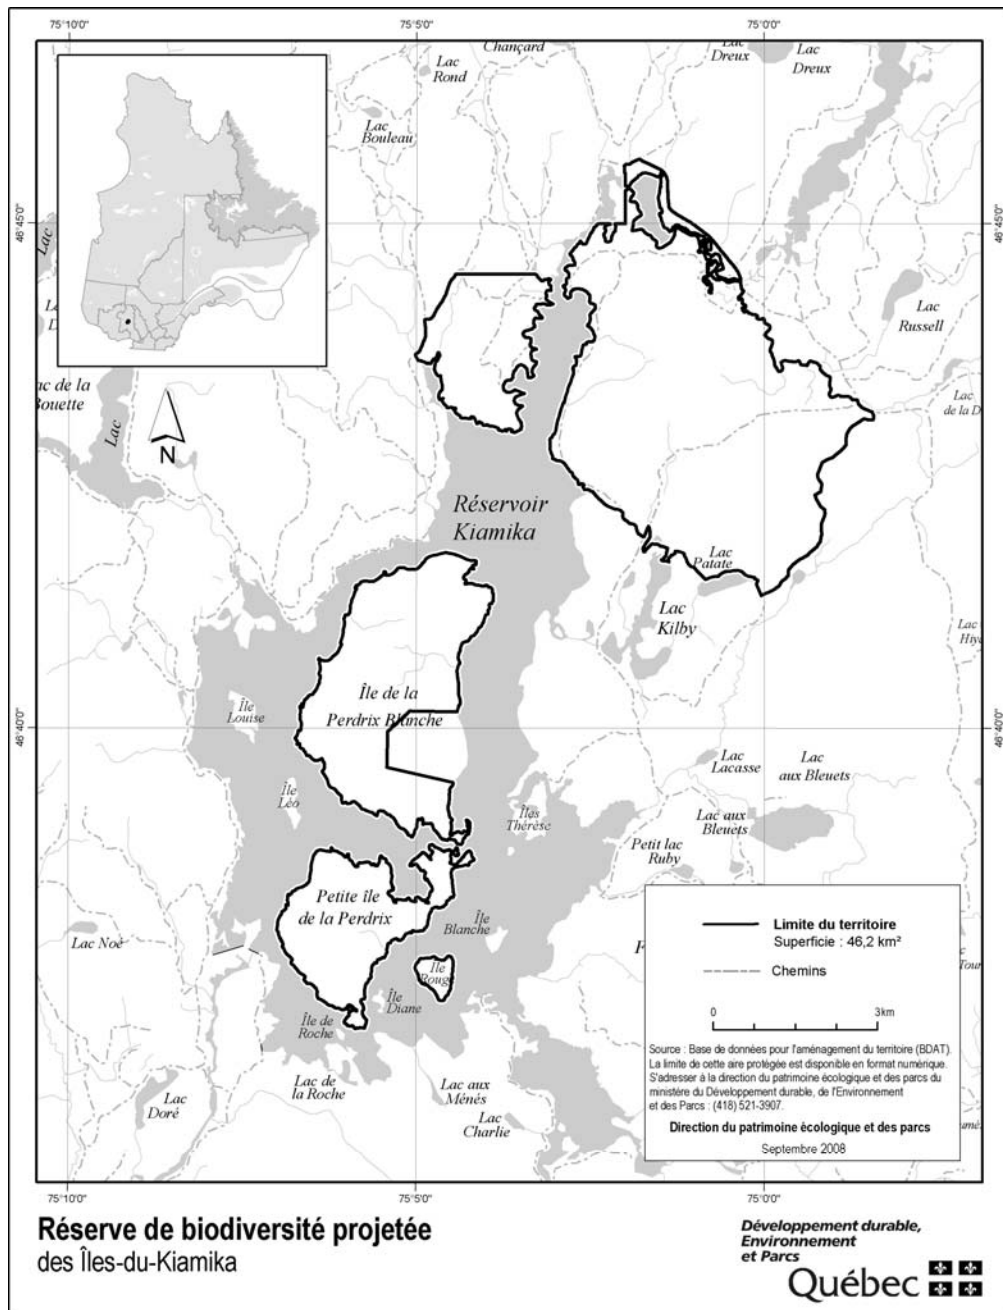 75°10'0"
75°5'0"
75°0'0"
Chançard
Lac
Rond
Lac
Dreux
Lac
Dreux
Lac
Bouleau
46°45'0"
46°45'0"
Lac
Lac
Russell
ac de la
Bouette
Lac
Lac
de la D
N
Réservoir
Kiamika
Lac
Patate
Lac
Kilby
Lac
Île de la
Perdrix Blanche
Île
Louise
46°40'0"
46°40'0"
Lac
Lacasse
Lac
aux Bleuets
Île
Léo
Îles
Thérèse
Lac aux
Bleuets
Petit lac
Ruby
Petite île
de la Perdrix
Île
Blanche
Lac Noé
Île
Rouge
Île
Diane
Île de
Roche
Lac de
la Roche
Lac aux
Ménés
Lac
Charlie
Lac
Doré
Limite du territoire
Superficie : 46,2 km²
Chemins
0
3km
Source : Base de données pour l'aménagement du territoire (BDAT).
La limite de cette aire protégée est disponible en format numérique.
S'adresser à la direction du patrimoine écologique et des parcs du
ministère du Développement durable, de l'Environnement
et des Parcs : (418) 521-3907.
Direction du patrimoine écologique et des parcs
Septembre 2008
75°10'0"
75°5'0"
75°0'0"
Réserve de biodiversité projetée
des Îles-du-Kiamika
Développement durable,
Environnement
et Parcs
Québec